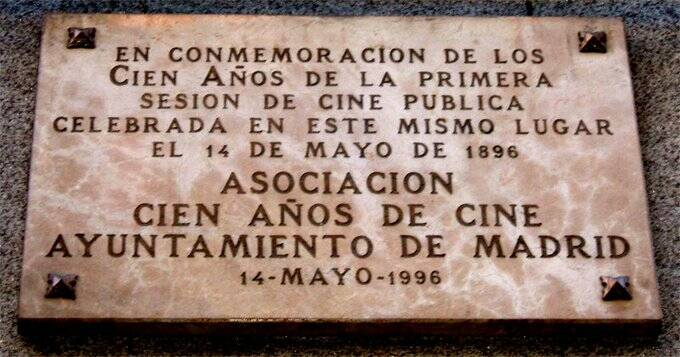 EN CONMEMORACION DE LOS
CIEN AÑOS DE LA PRIMERA
SESION DE CINE PUBLICA
CELEBRADA EN ESTE MISMO LUGAR
EL 14 DE MAYO DE 1896
ASOCIACION
CIEN AÑOS DE CINE
AYUNTAMIENTO DE MADRID
14-MAYO-1996